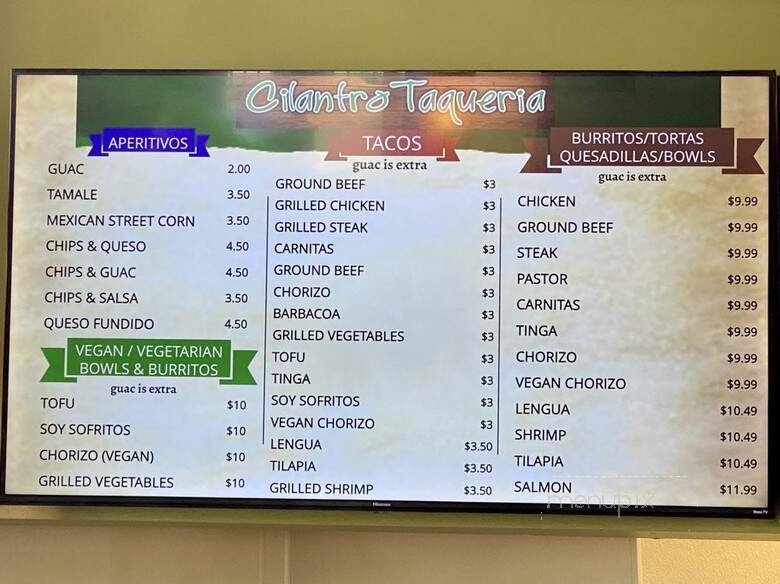 Cilantro Taqueria
APERITIVOS
GUAC 2.00
TAMALE 3.50
MEXICAN STREET CORN 3.50
CHIPS & QUESO 4.50
CHIPS & GUAC 4.50
CHIPS & SALSA 3.50
QUESO FUNDIDO 4.50
VEGAN / VEGETARIAN
BOWLS & BURRITOS
guac is extra
TOFU $10
SOY SOFRITOS $10
CHORIZO (VEGAN) $10
GRILLED VEGETABLES $10
TACOS
guac is extra
GROUND BEEF $3
GRILLED CHICKEN $3
GRILLED STEAK $3
CARNITAS $3
GROUND BEEF $3
CHORIZO $3
BARBACOA $3
GRILLED VEGETABLES $3
TOFU $3
TINGA $3
SOY SOFRITOS $3
VEGAN CHORIZO $3
LENGUA $3.50
TILAPIA $3.50
GRILLED SHRIMP $3.50
BURRITOS/TORTAS
QUESADILLAS/BOWLS
guac is extra
CHICKEN $9.99
GROUND BEEF $9.99
STEAK $9.99
PASTOR $9.99
CARNITAS $9.99
TINGA $9.99
CHORIZO $9.99
VEGAN CHORIZO $9.99
LENGUA $10.49
SHRIMP $10.49
TILAPIA $10.49
SALMON $11.99
menupix
Hisense
Roku TV